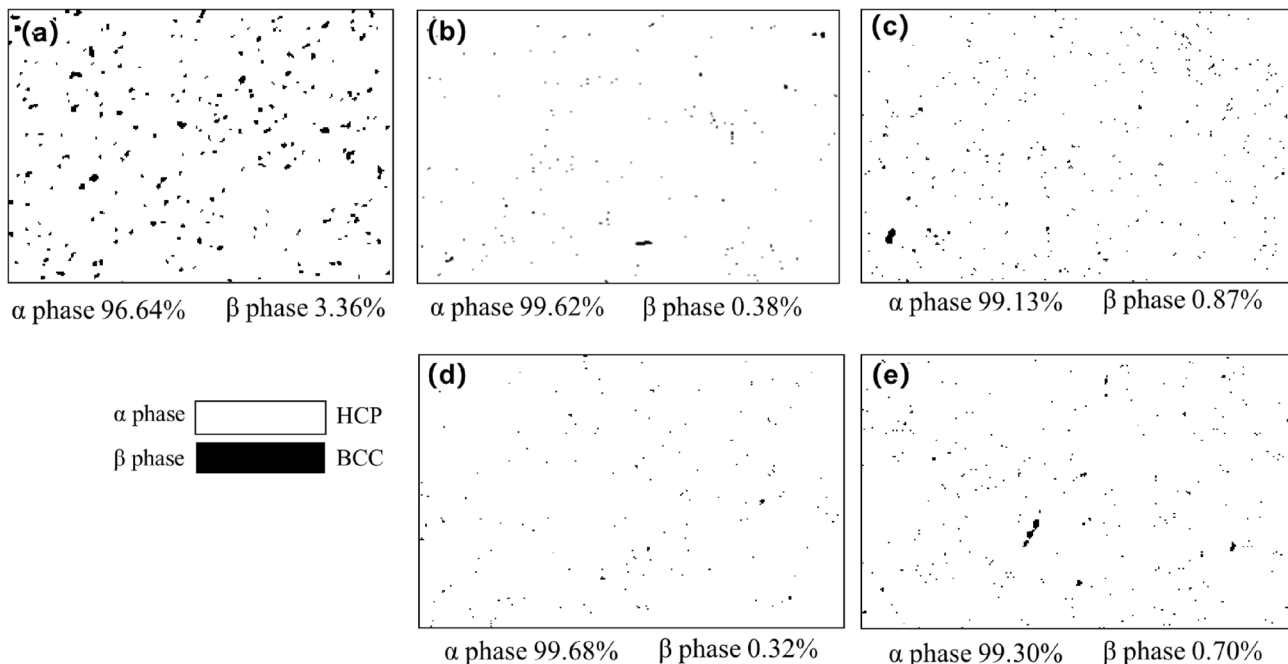 (a)
(b)
(c)
α phase 96.64% β phase 3.36%
α phase 99.62% β phase 0.38%
α phase 99.13% β phase 0.87%
α phase HCP
β phase BCC
(d)
(e)
α phase 99.68% β phase 0.32%
α phase 99.30% β phase 0.70%